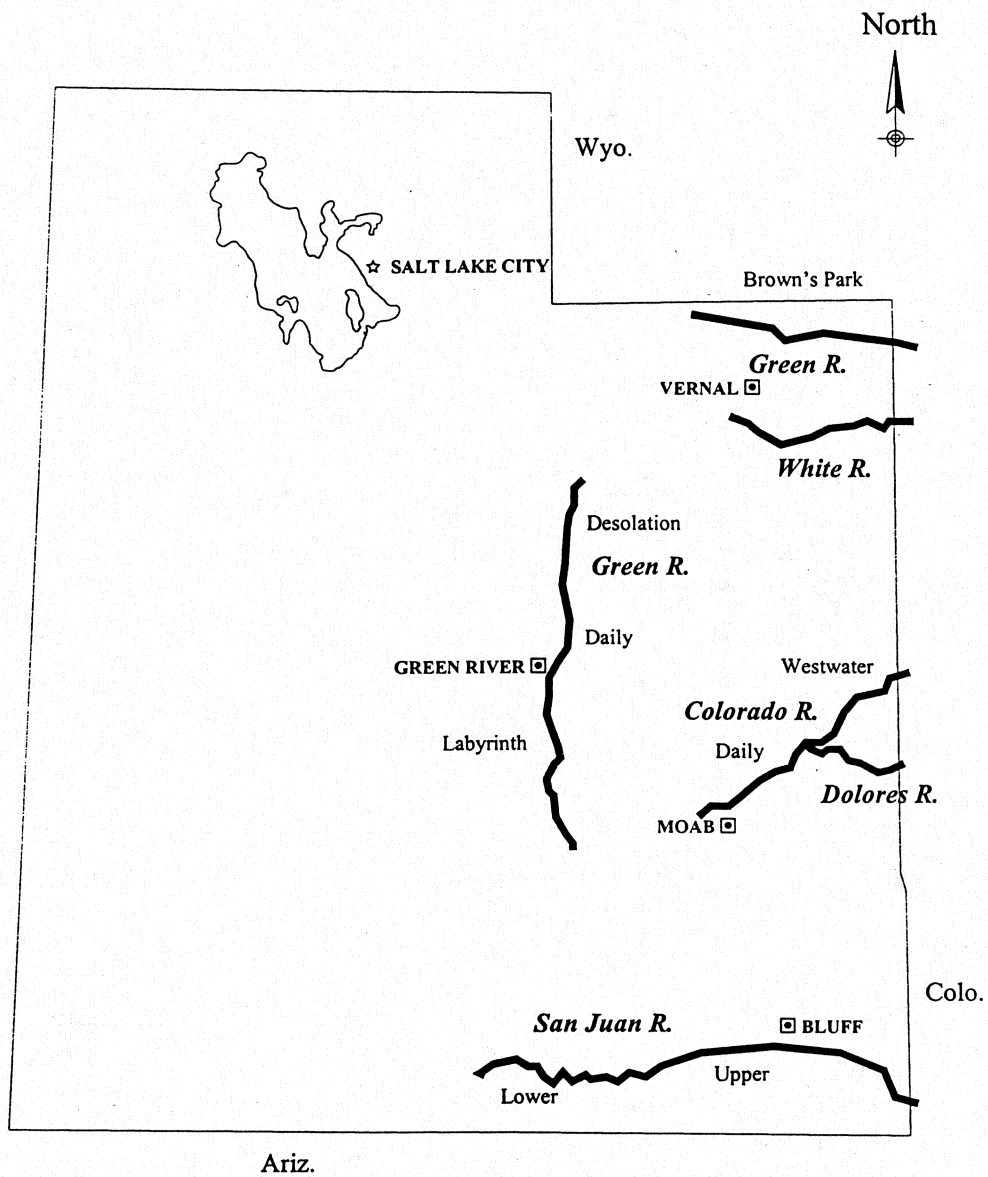 North
Wyo.
SALT LAKE CITY
Brown's Park
Green R.
VERNAL
White R.
Desolation
Green R.
Daily
GREEN RIVER
Westwater
Colorado R.
Labyrinth
Daily
Dolores R.
MOAB
Colo.
San Juan R.
BLUFF
Upper
Lower
Ariz.